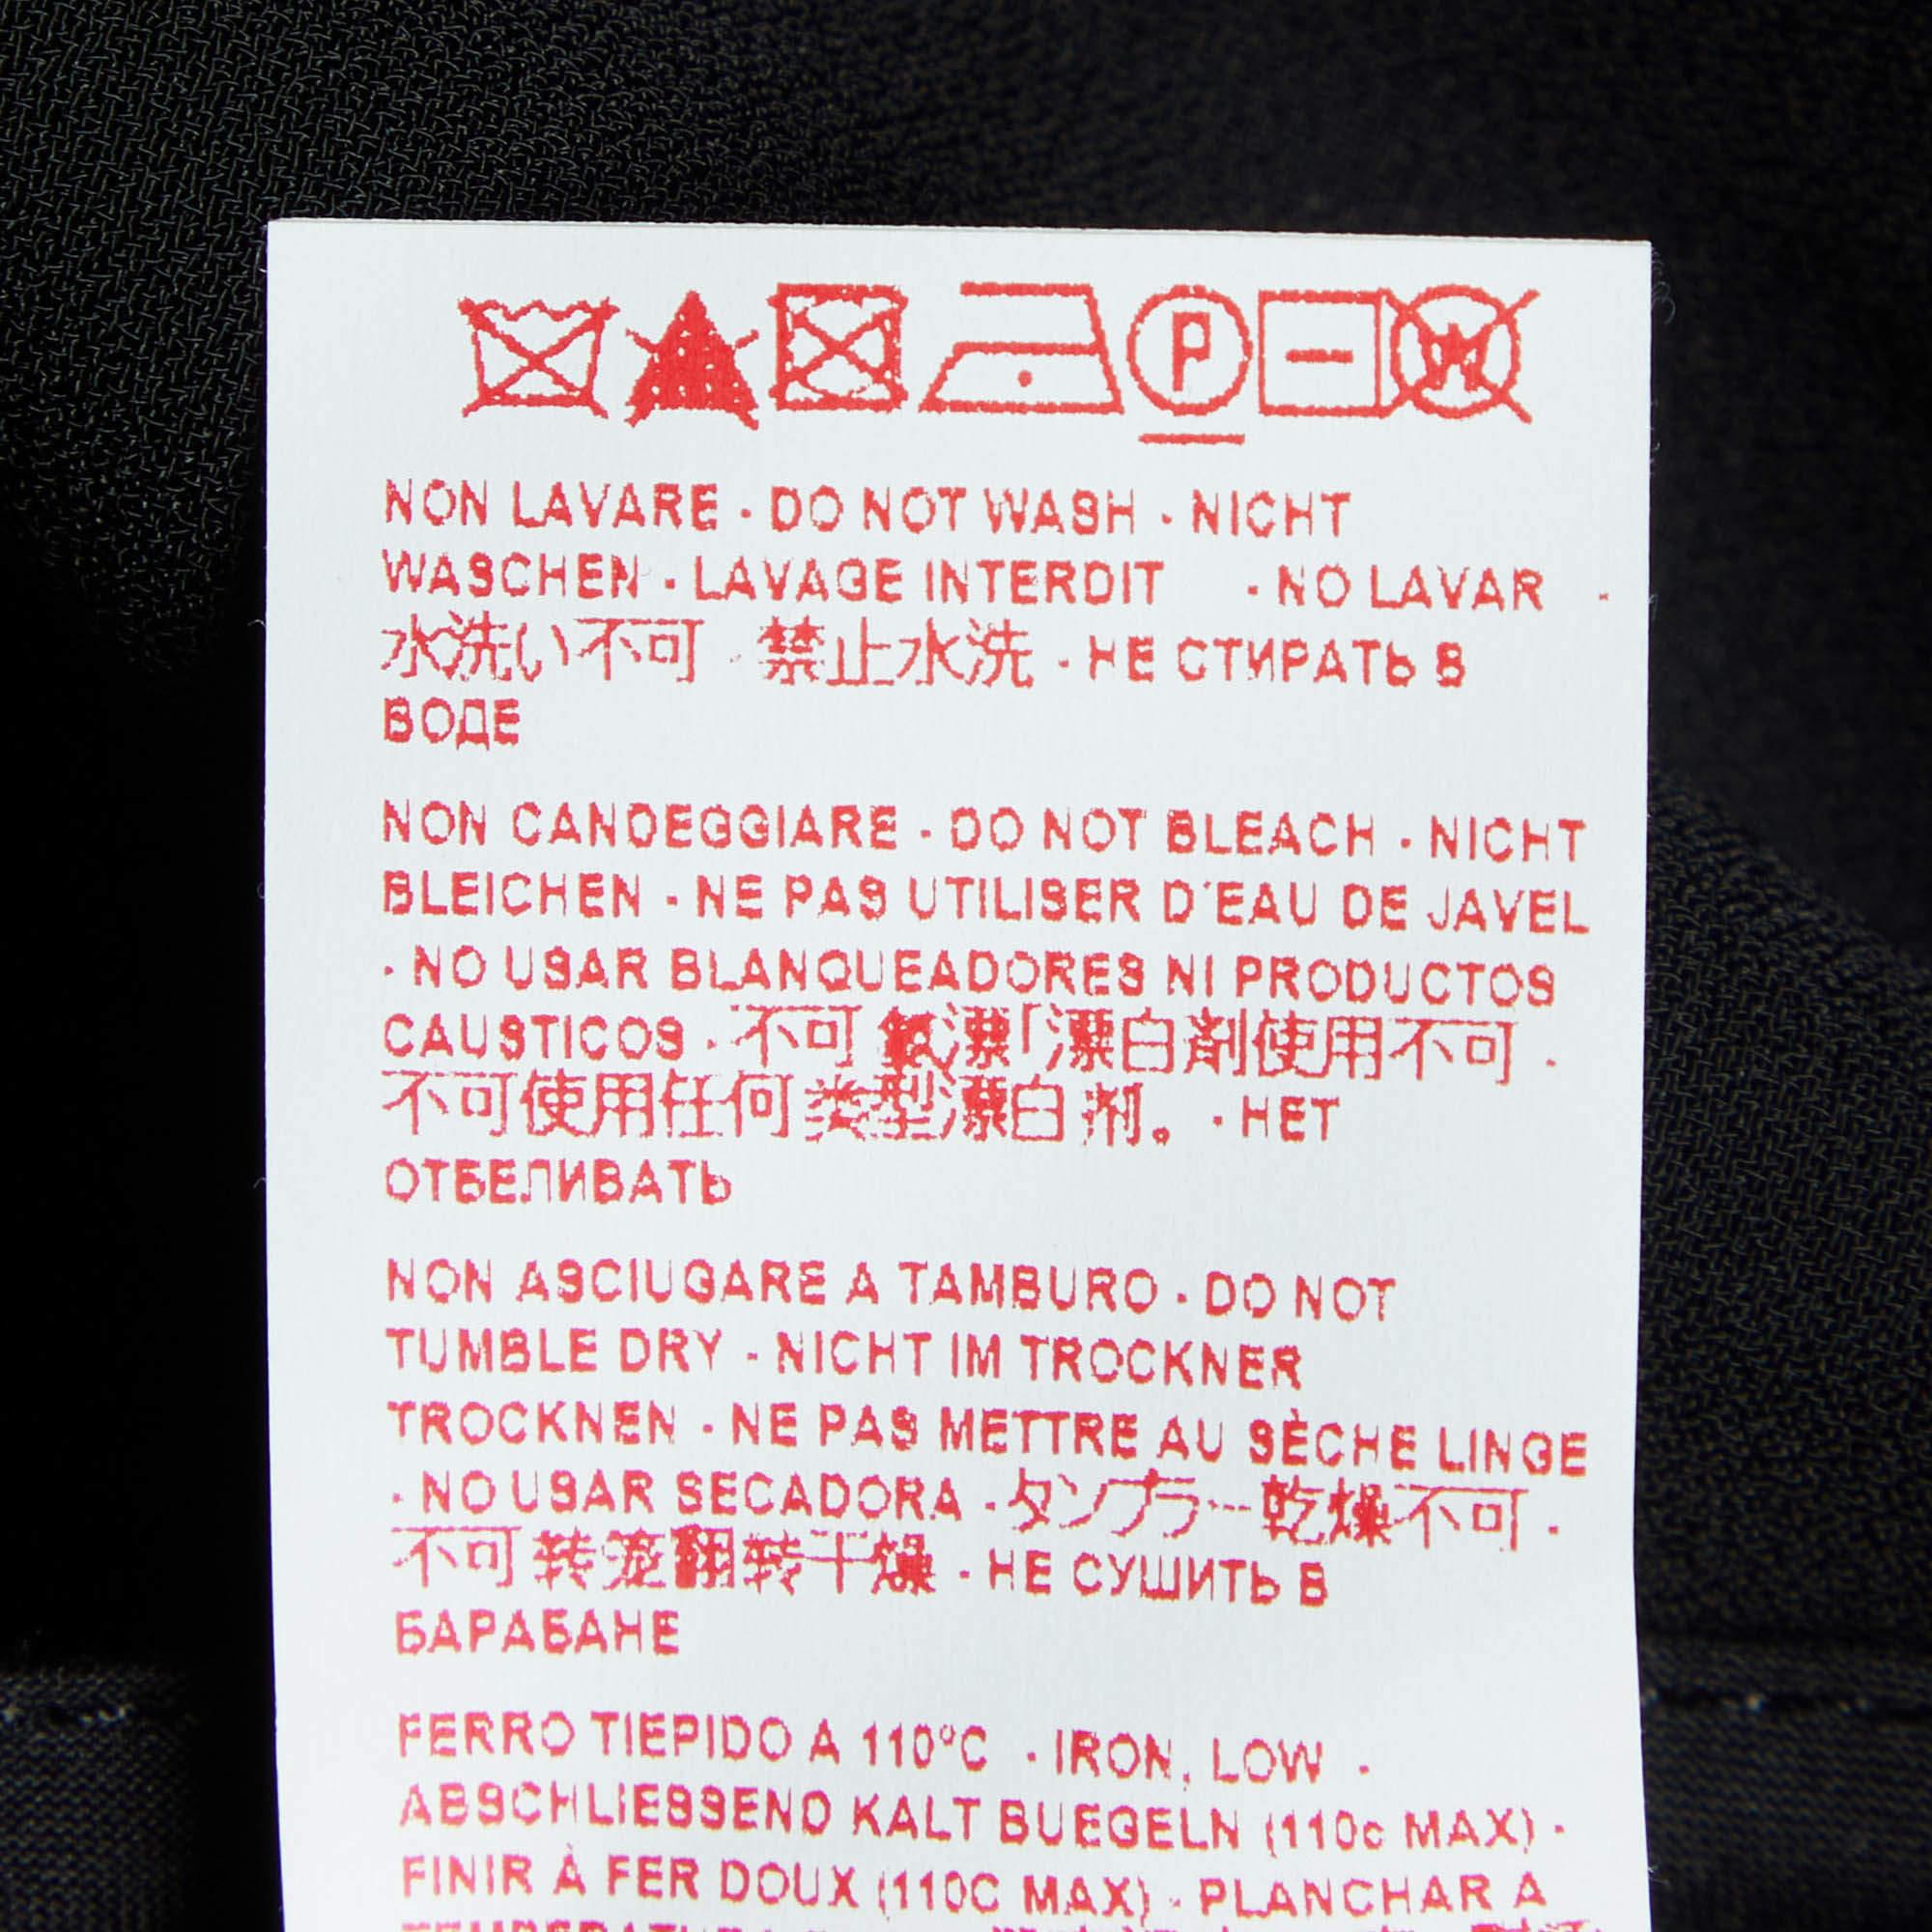 P
W
NON LAVARE - DO NOT WASH - NICHT
WASCHEN - LAVAGE INTERDIT - NO LAVAR -
水洗い不可 - 禁止水洗 - НЕ СТИРАТЬ В
ВОДЕ
NON CANDEGGIARE - DO NOT BLEACH - NICHT
BLEICHEN - NE PAS UTILISER D'EAU DE JAVEL
- NO USAR BLANQUEADORES NI PRODUCTOS
CAUSTICOS - 不可 氯漂「漂白剤使用不可 -
不可使用任何类型漂白剂。 - НЕТ
ОТБЕЛИВАТЬ
NON ASCIUGARE A TAMBURO - DO NOT
TUMBLE DRY - NICHT IM TROCKNER
TROCKNEN - NE PAS METTRE AU SÈCHE LINGE
- NO USAR SECADORA - タンブラー乾燥不可 -
不可转笼翻转干燥 - НЕ СУШИТЬ В
БАРАБАНЕ
FERRO TIEPIDO A 110°C - IRON, LOW -
ABSCHLIESSEND KALT BUEGELN (110c MAX) -
FINIR À FER DOUX (110C MAX) - PLANCHAR A